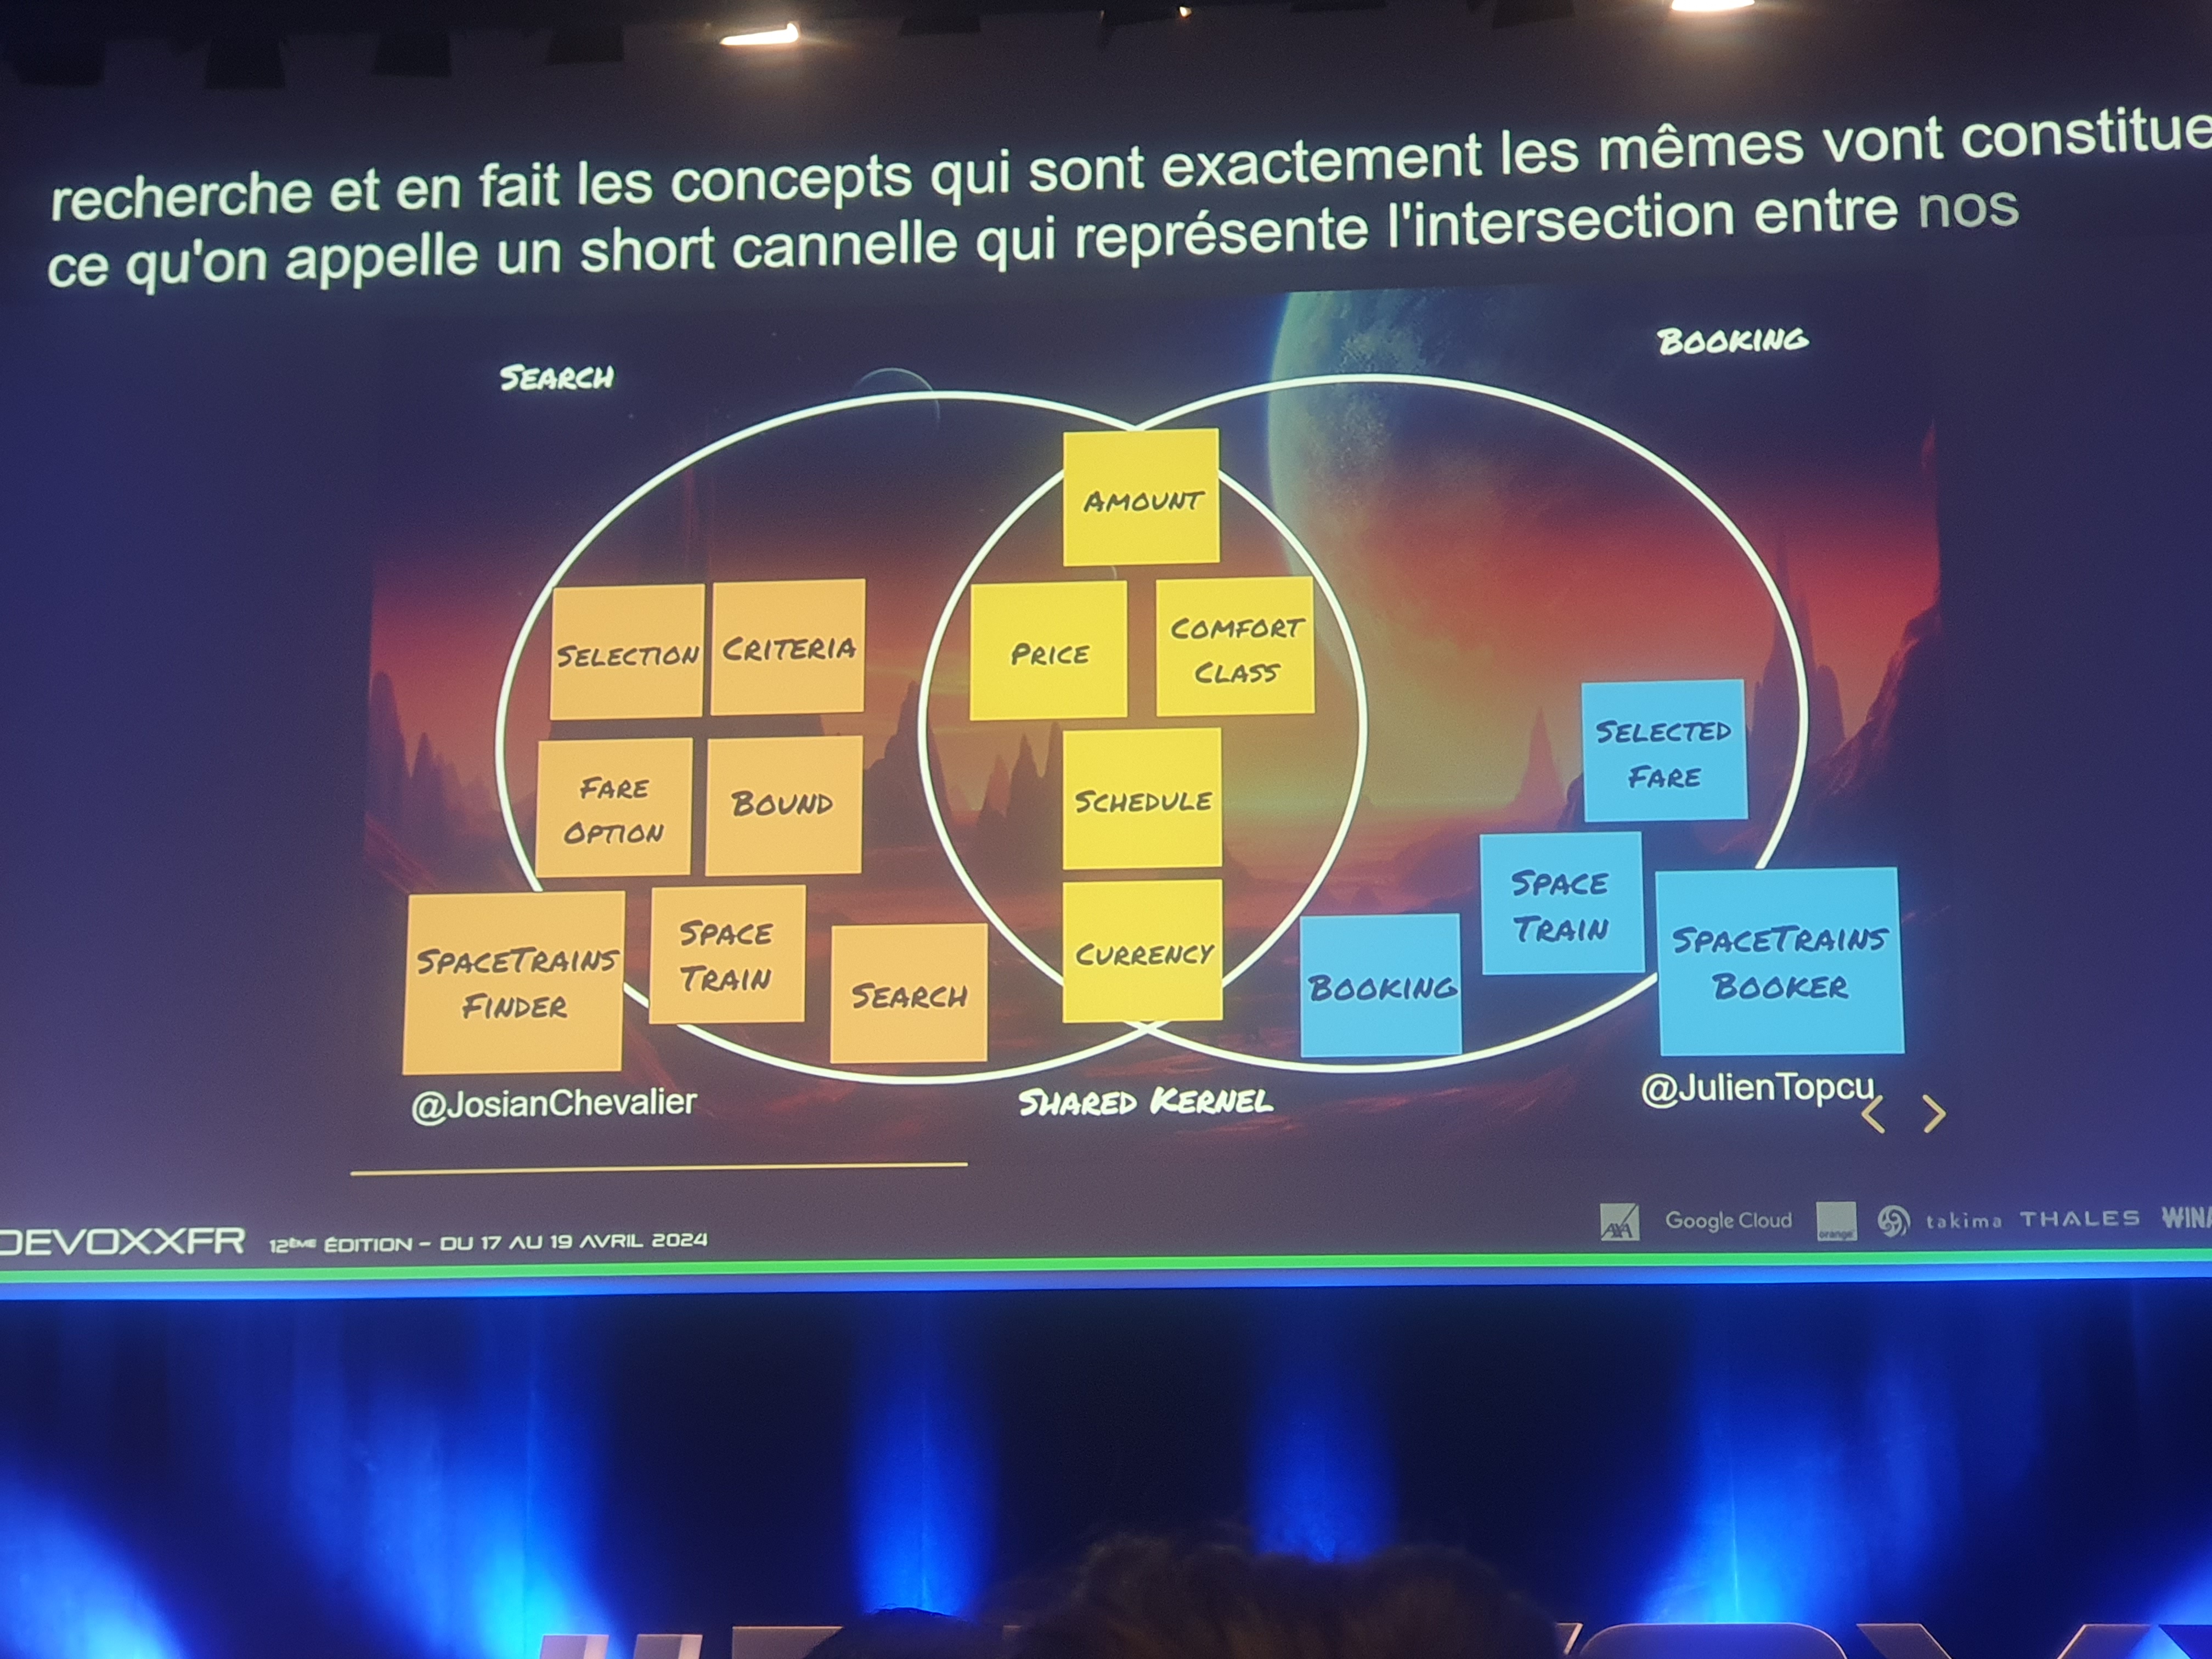 recherche et en fait les concepts qui sont exactement les mêmes vont constitue
ce qu'on appelle un short cannelle qui représente l'intersection entre nos
SEARCH
BOOKING
AMOUNT
SELECTION
CRITERIA
PRICE
COMFORT
CLASS
FARE
OPTION
BOUND
SCHEDULE
SELECTED
FARE
SPACETRAINS
FINDER
SPACE
TRAIN
SEARCH
CURRENCY
BOOKING
SPACE
TRAIN
SPACETRAINS
BOOKER
@JosianChevalier
SHARED KERNEL
@JulienTopcu
DEVOXXFR
12ÈME ÉDITION – DU 17 AU 19 AVRIL 2024
AXA
Google Cloud
orange
takima
THALES